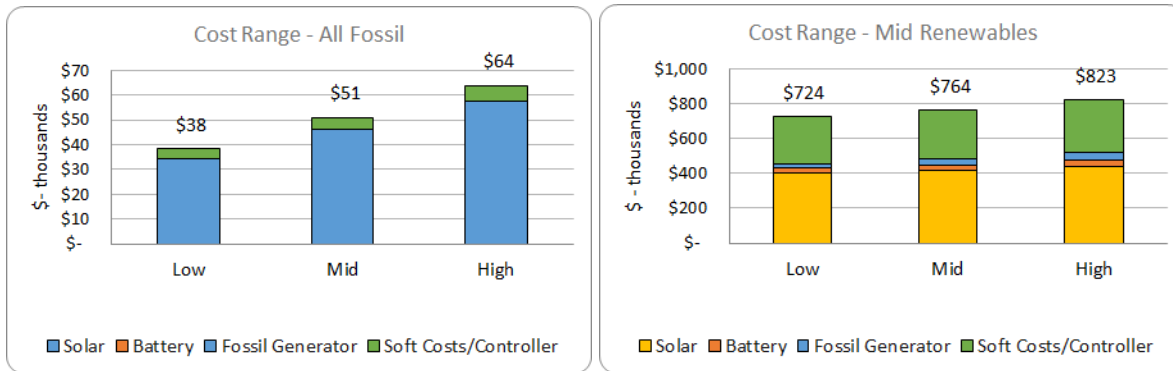 Cost Range - All Fossil
$- thousands
$70
$60
$50
$40
$30
$20
$10
$-
$38
$51
$64
Low Mid High
Solar Battery Fossil Generator Soft Costs/Controller
Cost Range - Mid Renewables
$ - thousands
$1,000
$800
$600
$400
$200
$-
$724
$764
$823
Low Mid High
Solar Battery Fossil Generator Soft Costs/Controller